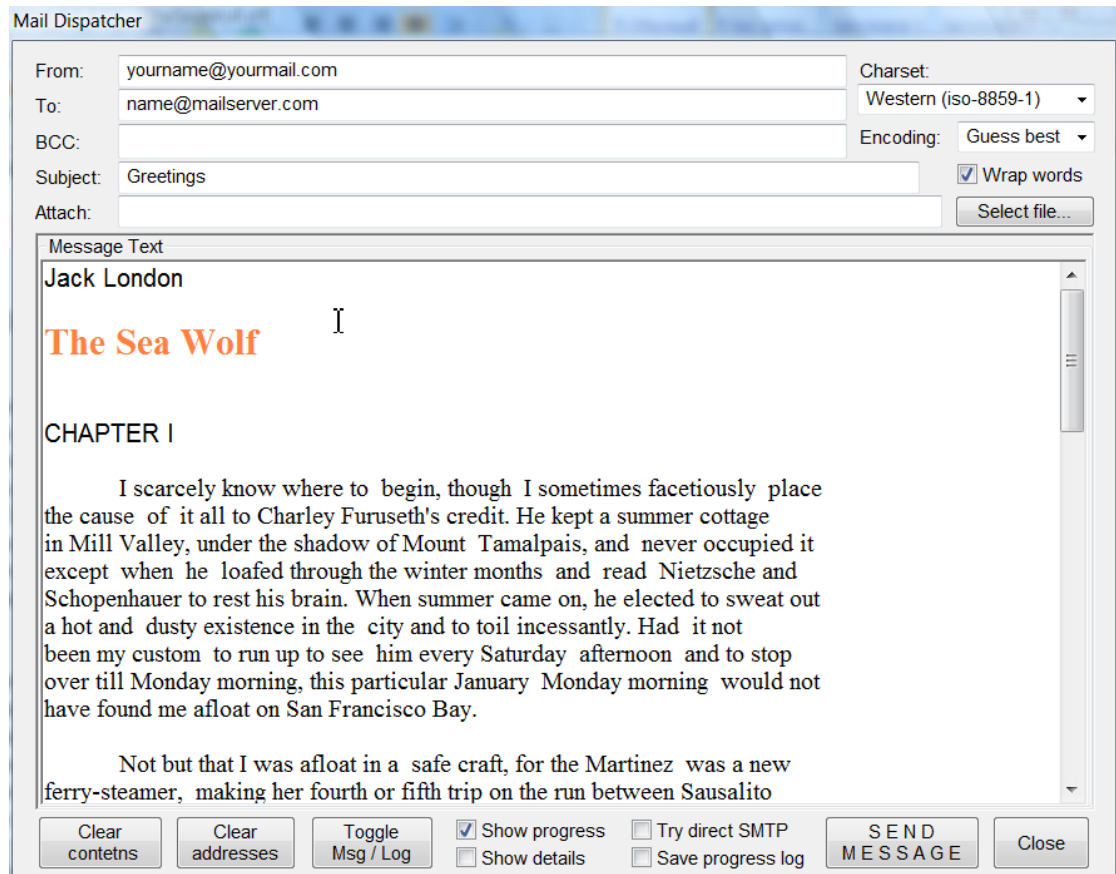 Mail Dispatcher
From: yourname@yourmail.com
Charset:
To: name@mailserver.com
Western (iso-8859-1)
BCC:
Encoding: Guess best
Subject: Greetings
Wrap words
Attach:
Select file...
Message Text
Jack London
The Sea Wolf
CHAPTER I
I scarcely know where to  begin, though  I sometimes facetiously  place
the cause  of  it all to Charley Furuseth's credit. He kept a summer cottage
in Mill Valley, under the shadow of Mount  Tamalpais, and  never occupied it
except  when  he  loafed through the winter months  and  read  Nietzsche and
Schopenhauer to rest his brain. When summer came on, he elected to sweat out
a hot and  dusty existence in the  city and to toil incessantly. Had  it not
been my custom  to run up to see  him every Saturday  afternoon  and to stop
over till Monday morning, this particular January  Monday morning  would not
have found me afloat on San Francisco Bay.
Not but that I was afloat in a  safe craft, for the Martinez  was a new
ferry-steamer,  making her fourth or fifth trip on the run between Sausalito
Clear
contetns
Clear
addresses
Toggle
Msg / Log
Show progress
Show details
Try direct SMTP
Save progress log
SEND
MESSAGE
Close